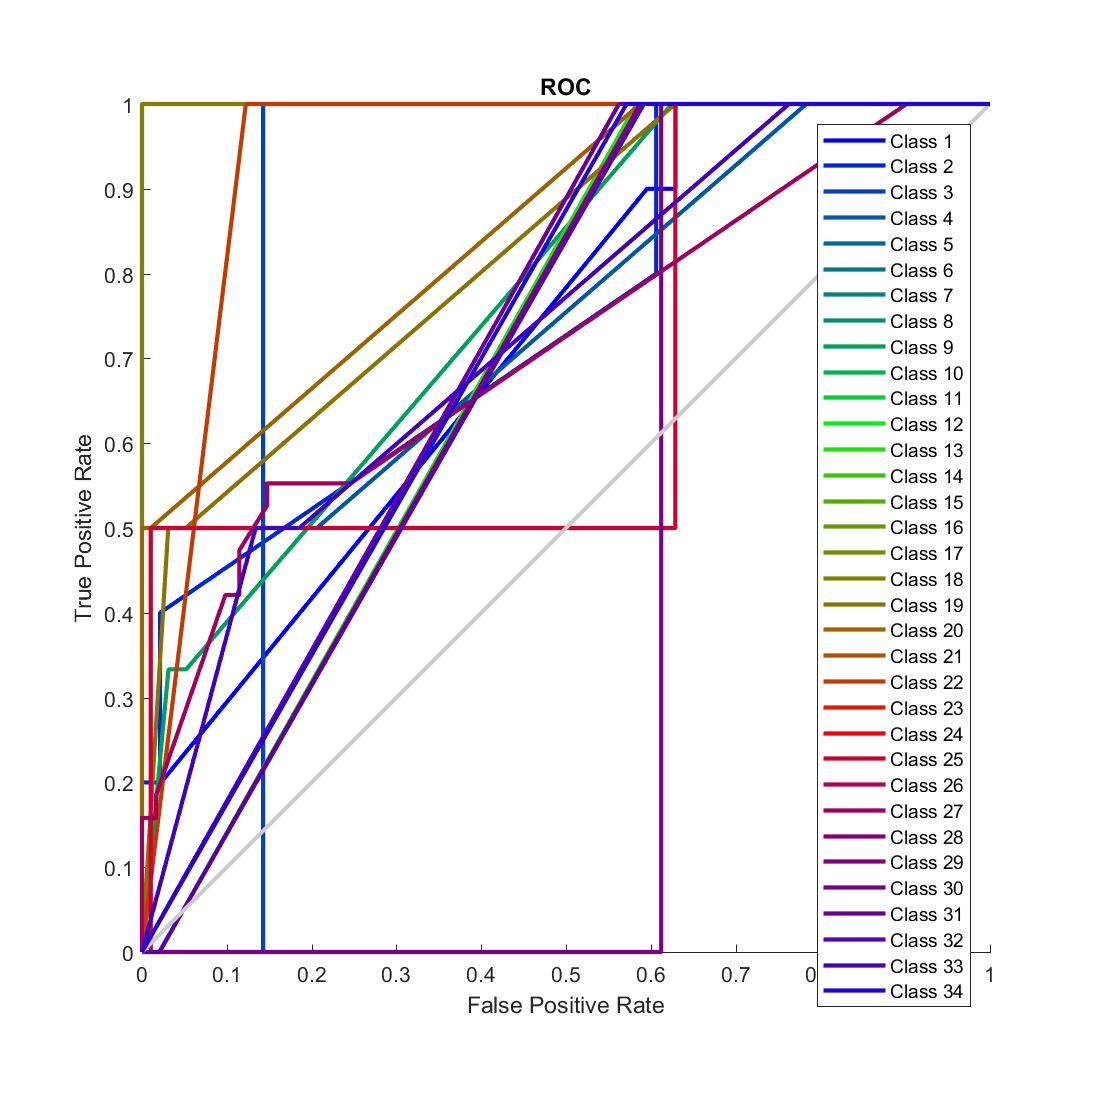 ROC
True Positive Rate
1
0.9
0.8
0.7
0.6
0.5
0.4
0.3
0.2
0.1
0
0 0.1 0.2 0.3 0.4 0.5 0.6 0.7 1
False Positive Rate
Class 1
Class 2
Class 3
Class 4
Class 5
Class 6
Class 7
Class 8
Class 9
Class 10
Class 11
Class 12
Class 13
Class 14
Class 15
Class 16
Class 17
Class 18
Class 19
Class 20
Class 21
Class 22
Class 23
Class 24
Class 25
Class 26
Class 27
Class 28
Class 29
Class 30
Class 31
Class 32
Class 33
Class 34